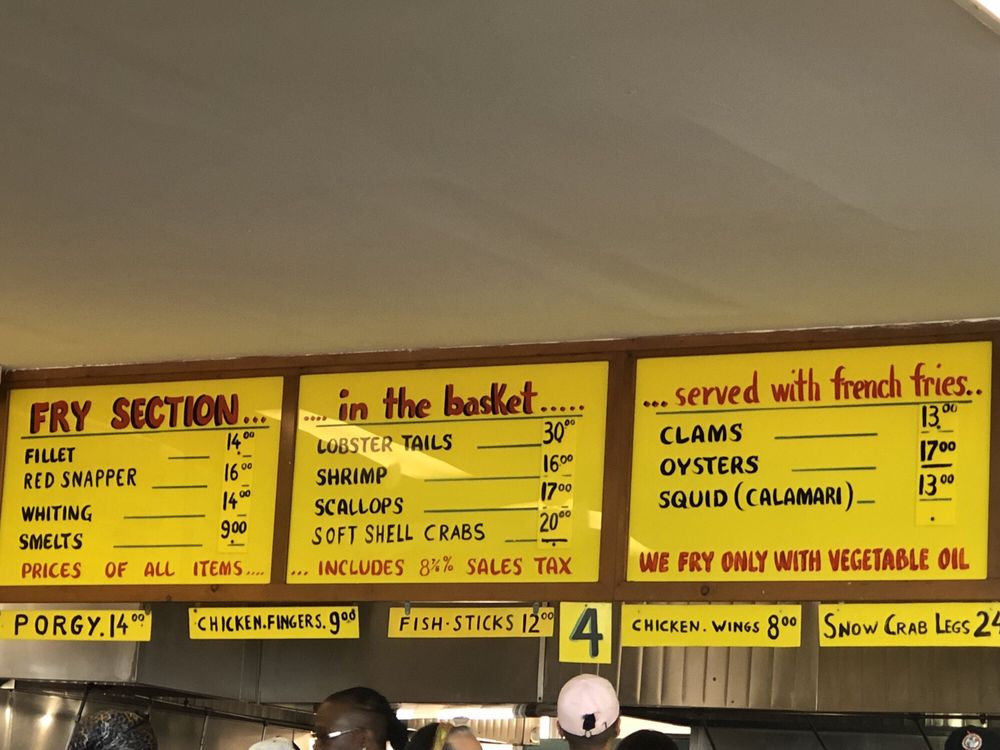 FRY SECTION...
FILLET 14.00
RED SNAPPER 16.00
WHITING 14.00
SMELTS 9.00
PRICES OF ALL ITEMS....
.... in the basket.....
LOBSTER TAILS 30.00
SHRIMP 16.00
SCALLOPS 17.00
SOFT SHELL CRABS 20.00
... INCLUDES 8¼% SALES TAX
... served with french fries..
CLAMS 13.00
OYSTERS 17.00
SQUID (CALAMARI) 13.00
WE FRY ONLY WITH VEGETABLE OIL
PORGY. 14.00
CHICKEN.FINGERS. 9.00
FISH-STICKS 12.00
4
CHICKEN. WINGS 8.00
SNOW CRAB LEGS 24